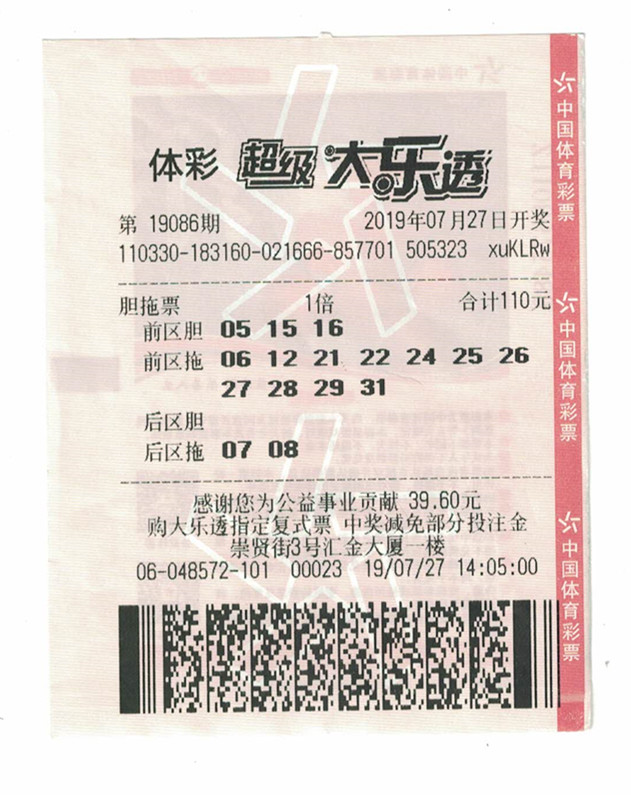 体彩 超级大乐透
第 19086期 2019年07月27日开奖
110330-183160-021666-857701 505323 xuKLRw
胆拖票 1倍 合计110元
前区胆 05 15 16
前区拖 06 12 21 22 24 25 26
27 28 29 31
后区胆
后区拖 07 08
感谢您为公益事业贡献 39.60元
购大乐透指定复式票 中奖减免部分投注金
崇贤街3号汇金大厦一楼
06-048572-101 00023 19/07/27 14:05:00
中国体育彩票
中国体育彩票
中国体育彩票